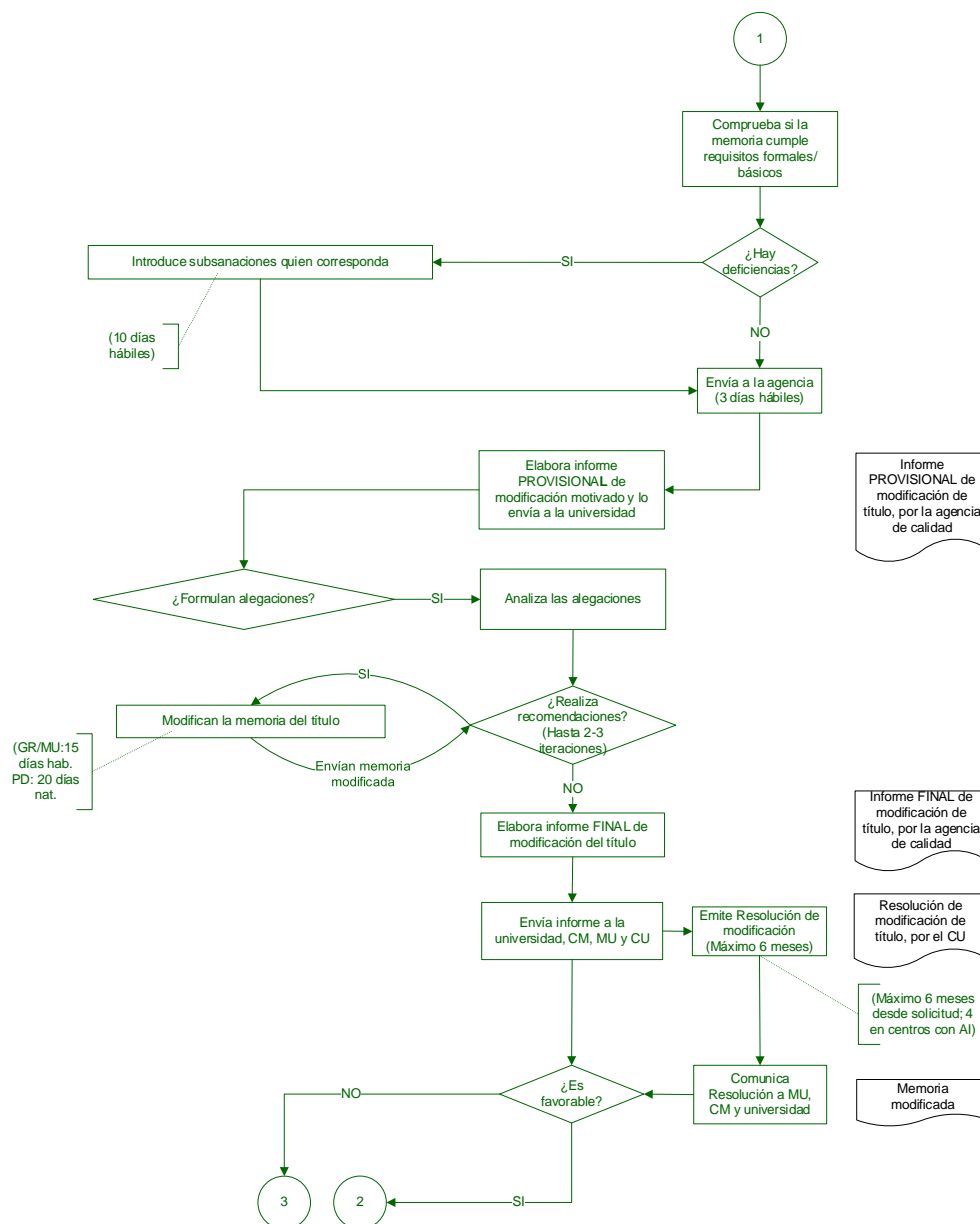 1
Comprueba si la
memoria cumple
requisitos formales/
básicos
¿Hay
deficiencias?
SI
Introduce subsanaciones quien corresponda
(10 días
hábiles)
NO
Envía a la agencia
(3 días hábiles)
Elabora informe
PROVISIONAL de
modificación motivado y lo
envía a la universidad
Informe
PROVISIONAL de
modificación de
título, por la agencia
de calidad
¿Formulan alegaciones?
SI
Analiza las alegaciones
SI
¿Realiza
recomendaciones?
(Hasta 2-3
iteraciones)
Modifican la memoria del título
(GR/MU:15
días hab.
PD: 20 días
nat.
Envían memoria
modificada
NO
Elabora informe FINAL de
modificación del título
Informe FINAL de
modificación de
título, por la agencia
de calidad
Envía informe a la
universidad, CM, MU y CU
Emite Resolución de
modificación
(Máximo 6 meses)
Resolución de
modificación de
título, por el CU
(Máximo 6 meses
desde solicitud; 4
en centros con AI)
¿Es
favorable?
NO
Comunica
Resolución a MU,
CM y universidad
Memoria
modificada
3
2
SI